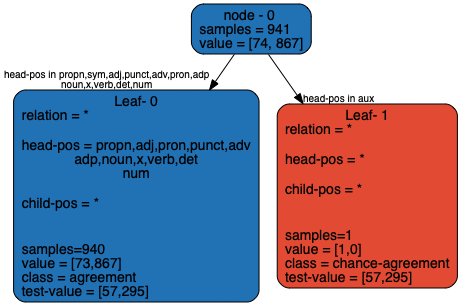 node - 0
samples = 941
value = [74, 867]
head-pos in propn,sym,adj,punct,adv,pron,adp
noun,x,verb,det,num
head-pos in aux
Leaf- 0
relation = *
head-pos = propn,adj,pron,punct,adv
adp,noun,x,verb,det
num
child-pos = *
samples=940
value = [73,867]
class = agreement
test-value = [57,295]
Leaf- 1
relation = *
head-pos = *
child-pos = *
samples=1
value = [1,0]
class = chance-agreement
test-value = [57,295]